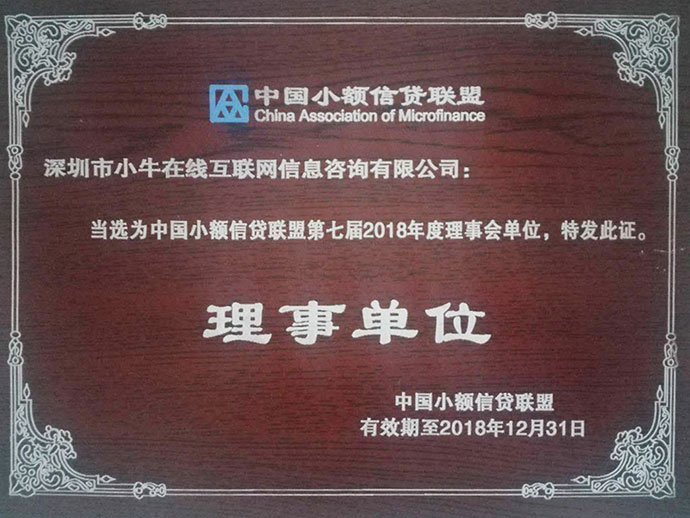 中国小额信贷联盟
China Association of Microfinance
深圳市小牛在线互联网信息咨询有限公司：
当选为中国小额信贷联盟第七届2018年度理事会单位，特发此证。
理事单位
中国小额信贷联盟
有效期至2018年12月31日